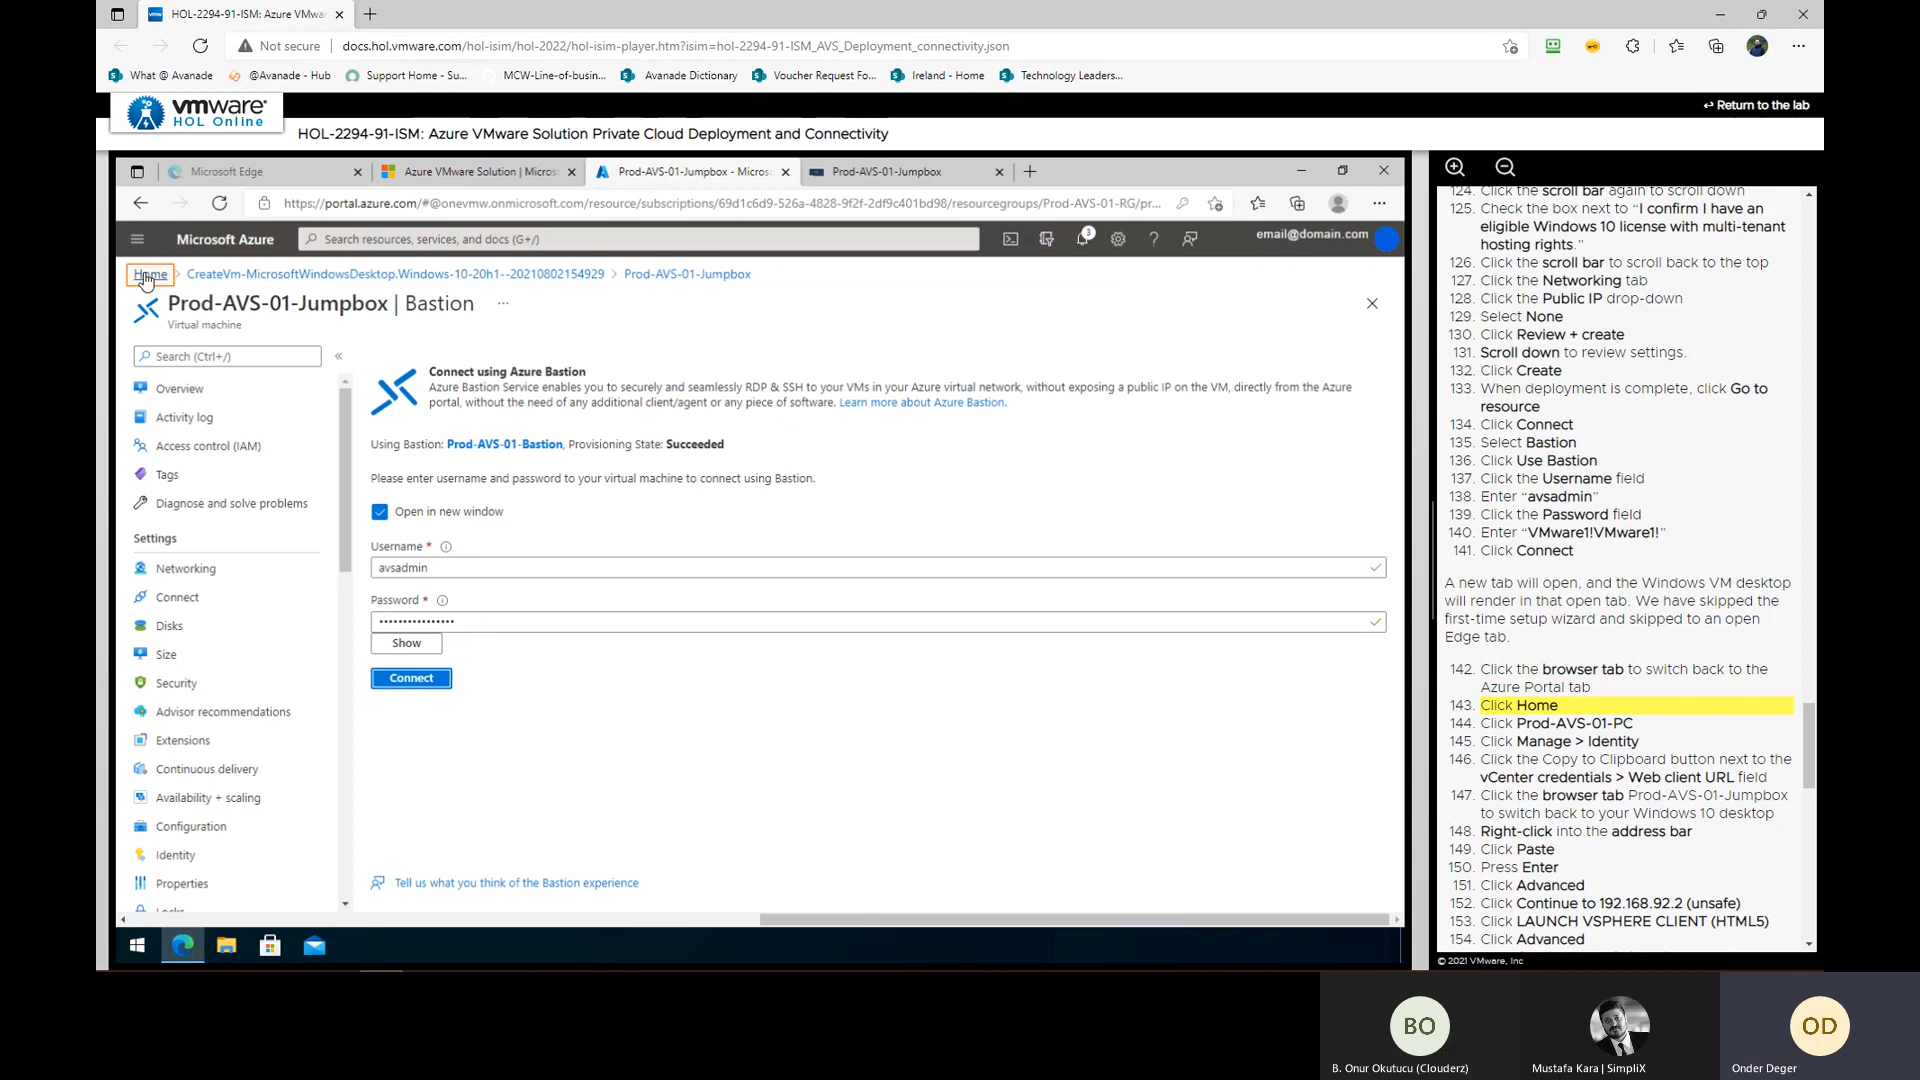 HOL-2294-91-ISM: Azure VMwa
Not secure
docs.hol.vmware.com/hol-isim/hol-2022/hol-isim-player.htm?isim=hol-2294-91-ISM_AVS_Deployment_connectivity.json
What @ Avanade
@Avanade - Hub
Support Home - Su...
MCW-Line-of-busin...
Avanade Dictionary
Voucher Request Fo...
Ireland - Home
Technology Leaders...
vmware
HOL Online
Return to the lab
HOL-2294-91-ISM: Azure VMware Solution Private Cloud Deployment and Connectivity
Microsoft Edge
Azure VMware Solution | Micros
Prod-AVS-01-Jumpbox - Micros
Prod-AVS-01-Jumpbox
https://portal.azure.com/#@onevmw.onmicrosoft.com/resource/subscriptions/69d1c6d9-526a-4828-9f2f-2df9c401bd98/resourcegroups/Prod-AVS-01-RG/pr...
Microsoft Azure
Search resources, services, and docs (G+/)
3
email@domain.com
Home
CreateVm-MicrosoftWindowsDesktop.Windows-10-20h1--20210802154929
Prod-AVS-01-Jumpbox
Prod-AVS-01-Jumpbox | Bastion
Virtual machine
Search (Ctrl+/)
Overview
Activity log
Access control (IAM)
Tags
Diagnose and solve problems
Settings
Networking
Connect
Disks
Size
Security
Advisor recommendations
Extensions
Continuous delivery
Availability + scaling
Configuration
Identity
Properties
Locks
Connect using Azure Bastion
Azure Bastion Service enables you to securely and seamlessly RDP & SSH to your VMs in your Azure virtual network, without exposing a public IP on the VM, directly from the Azure
portal, without the need of any additional client/agent or any piece of software. Learn more about Azure Bastion.
Using Bastion: Prod-AVS-01-Bastion, Provisioning State: Succeeded
Please enter username and password to your virtual machine to connect using Bastion.
Open in new window
Username *
avsadmin
Password *
••••••••••••••••
Show
Connect
Tell us what you think of the Bastion experience
124. Click the scroll bar again to scroll down
125. Check the box next to “I confirm I have an
eligible Windows 10 license with multi-tenant
hosting rights.”
126. Click the scroll bar to scroll back to the top
127. Click the Networking tab
128. Click the Public IP drop-down
129. Select None
130. Click Review + create
131. Scroll down to review settings.
132. Click Create
133. When deployment is complete, click Go to
resource
134. Click Connect
135. Select Bastion
136. Click Use Bastion
137. Click the Username field
138. Enter “avsadmin”
139. Click the Password field
140. Enter “VMware1!VMware1!”
141. Click Connect
A new tab will open, and the Windows VM desktop
will render in that open tab. We have skipped the
first-time setup wizard and skipped to an open
Edge tab.
142. Click the browser tab to switch back to the
Azure Portal tab
143. Click Home
144. Click Prod-AVS-01-PC
145. Click Manage > Identity
146. Click the Copy to Clipboard button next to the
vCenter credentials > Web client URL field
147. Click the browser tab Prod-AVS-01-Jumpbox
to switch back to your Windows 10 desktop
148. Right-click into the address bar
149. Click Paste
150. Press Enter
151. Click Advanced
152. Click Continue to 192.168.92.2 (unsafe)
153. Click LAUNCH VSPHERE CLIENT (HTML5)
154. Click Advanced
© 2021 VMware, Inc
BO
OD
B. Onur Okutucu (Clouderz)
Mustafa Kara | SimpliX
Onder Deger